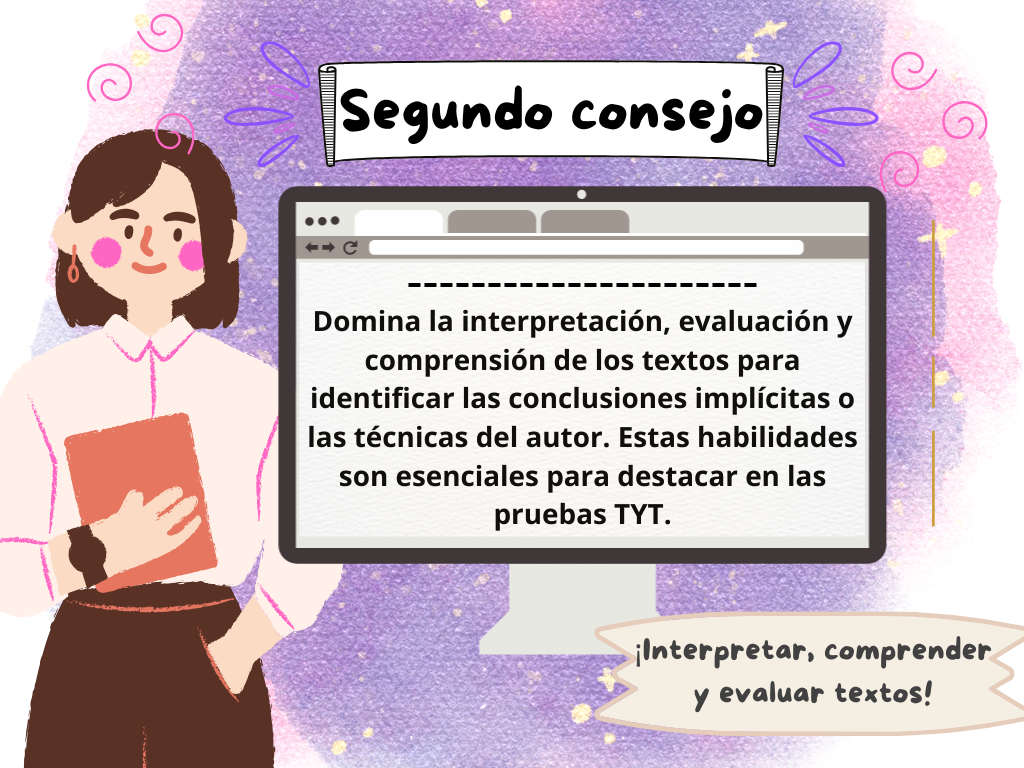 Segundo consejo
----------------------
Domina la interpretación, evaluación y
comprensión de los textos para
identificar las conclusiones implícitas o
las técnicas del autor. Estas habilidades
son esenciales para destacar en las
pruebas TYT.
¡Interpretar, comprender
y evaluar textos!